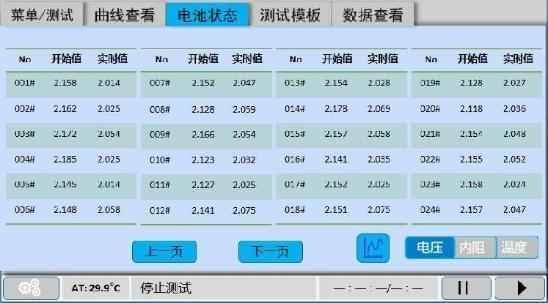 菜单/测试 曲线查看 电池状态 测试模板 数据查看
No 开始值 实时值 No 开始值 实时值 No 开始值 实时值 No 开始值 实时值
001# 2.158 2.014 007# 2.152 2.047 013# 2.154 2.028 019# 2.128 2.027
002# 2.162 2.025 008# 2.128 2.059 014# 2.178 2.069 020# 2.118 2.036
003# 2.172 2.054 009# 2.166 2.054 015# 2.157 2.058 021# 2.154 2.048
004# 2.185 2.025 010# 2.123 2.032 016# 2.141 2.035 022# 2.155 2.052
005# 2.145 2.014 011# 2.127 2.025 017# 2.152 2.025 023# 2.158 2.024
006# 2.148 2.058 012# 2.141 2.075 018# 2.151 2.075 024# 2.157 2.047
上一页 下一页 电压 内阻 温度
AT: 29.9°C 停止测试 —:—:—/—:—